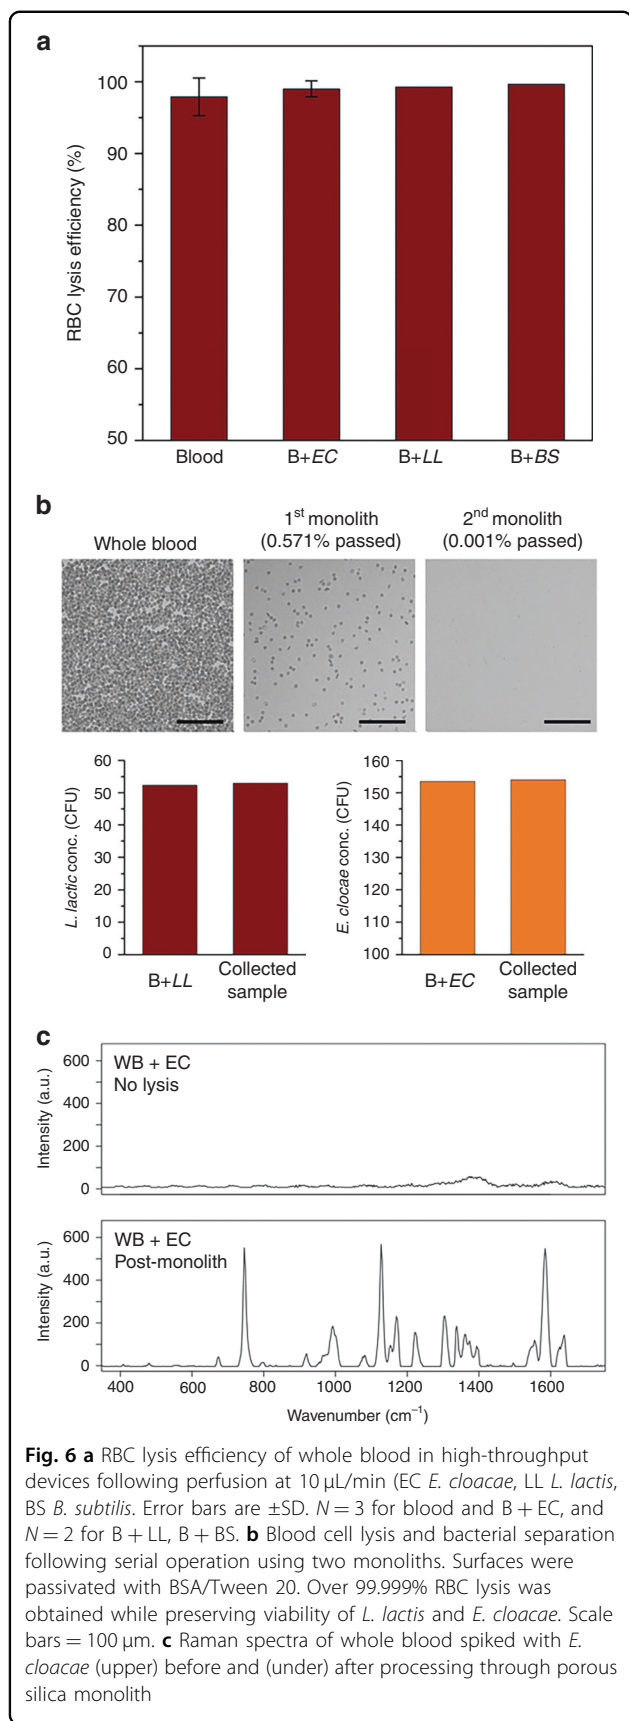 a
RBC lysis efficiency (%)
100
90
80
70
60
50
Blood
B+EC
B+LL
B+BS
b
Whole blood
1st monolith
(0.571% passed)
2nd monolith
(0.001% passed)
L. lactic conc. (CFU)
60
50
40
30
20
10
0
B+LL
Collected
sample
E. clocae conc. (CFU)
160
150
140
130
120
110
100
B+EC
Collected
sample
c
Intensity (a.u.)
600
400
200
0
WB + EC
No lysis
Intensity (a.u.)
600
400
200
0
WB + EC
Post-monolith
400
600
800
1000
1200
1400
1600
Wavenumber (cm–1)
Fig. 6 a RBC lysis efficiency of whole blood in high-throughput
devices following perfusion at 10 µL/min (EC E. cloacae, LL L. lactis,
BS B. subtilis. Error bars are ±SD. N = 3 for blood and B + EC, and
N = 2 for B + LL, B + BS. b Blood cell lysis and bacterial separation
following serial operation using two monoliths. Surfaces were
passivated with BSA/Tween 20. Over 99.999% RBC lysis was
obtained while preserving viability of L. lactis and E. cloacae. Scale
bars = 100 µm. c Raman spectra of whole blood spiked with E.
cloacae (upper) before and (under) after processing through porous
silica monolith